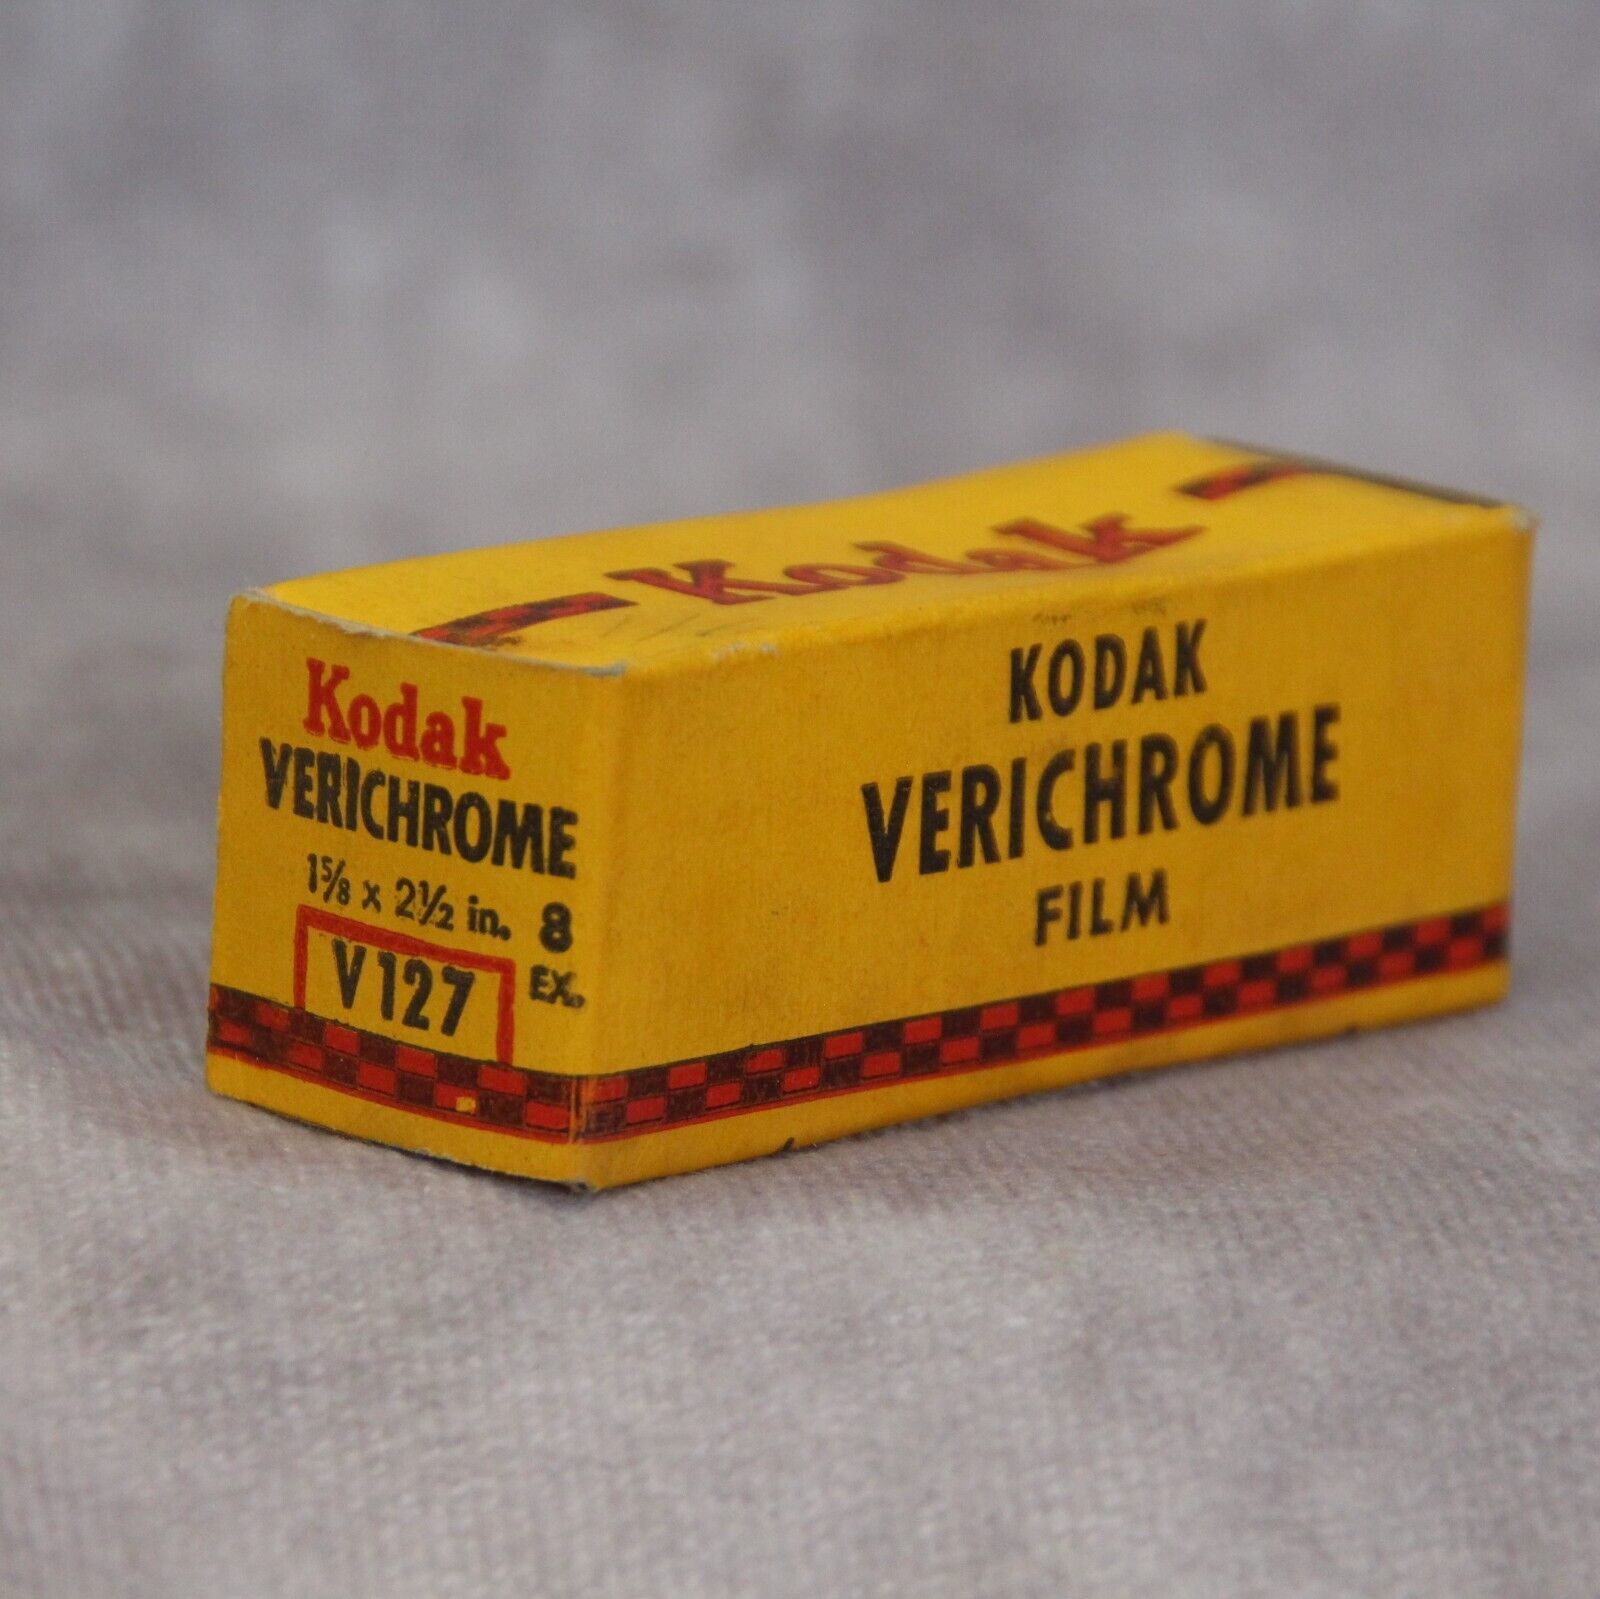 Kodak
Kodak
VERICHROME
1⅝ x 2½ in. 8
EX.
V127
KODAK
VERICHROME
FILM